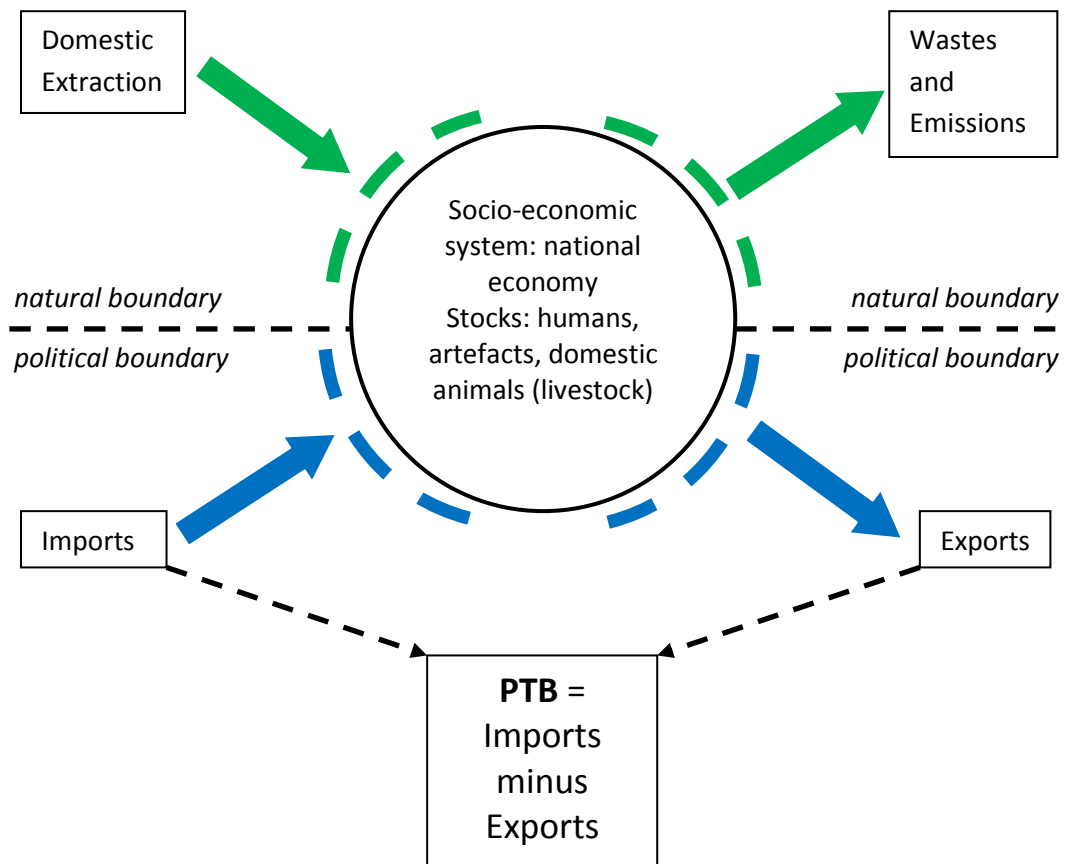 Domestic
Extraction
Wastes
and
Emissions
Socio-economic
system: national
economy
Stocks: humans,
artefacts, domestic
animals (livestock)
natural boundary
political boundary
natural boundary
political boundary
Imports
Exports
PTB =
Imports
minus
Exports